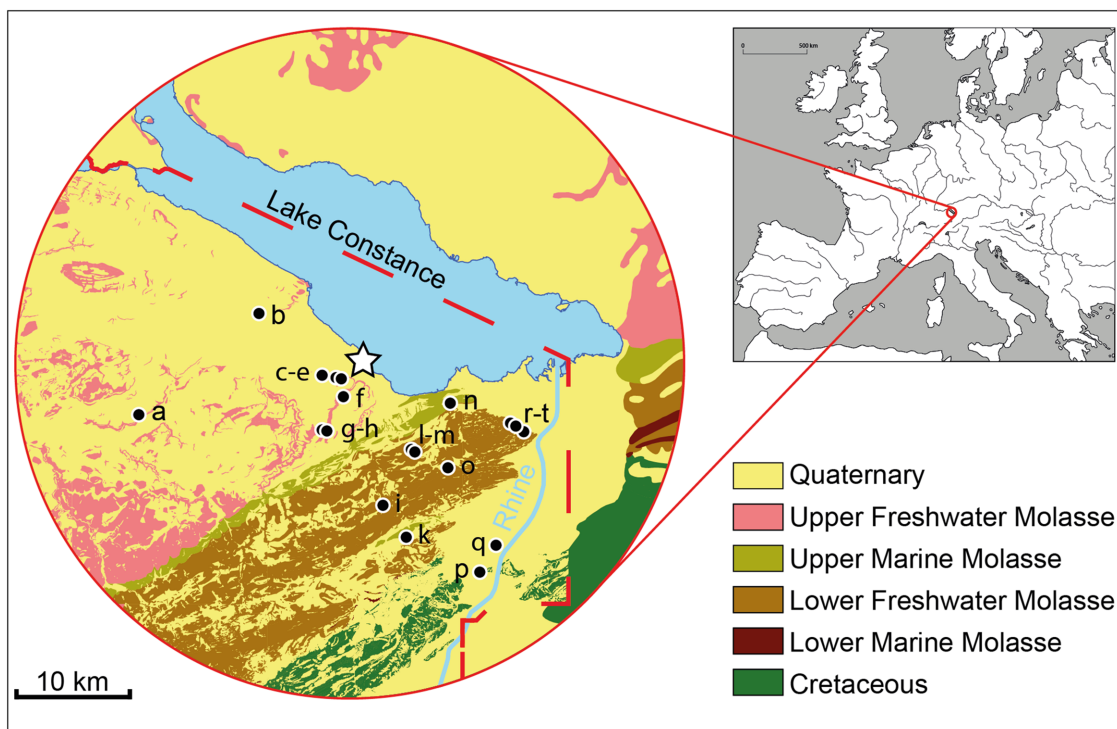 0 500 km
Lake Constance
b
c-e
f
a
g-h
n
r-t
l-m
o
i
k
q
p
Rhine
10 km
Quaternary
Upper Freshwater Molasse
Upper Marine Molasse
Lower Freshwater Molasse
Lower Marine Molasse
Cretaceous